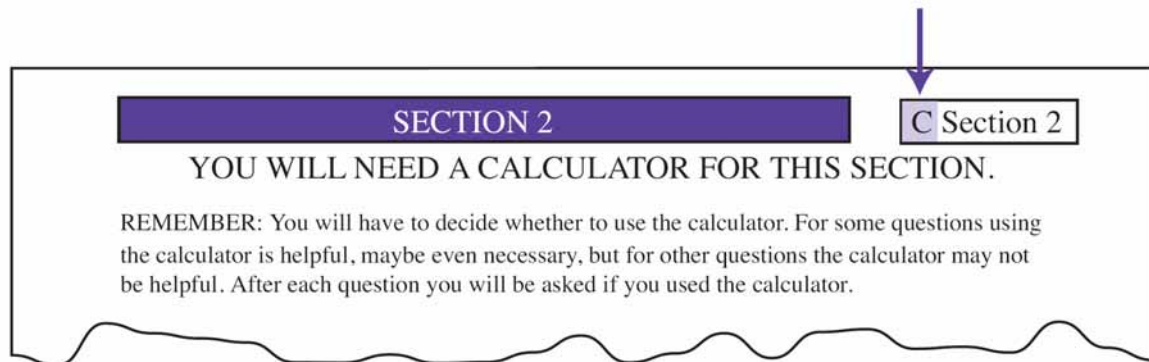 SECTION 2
C Section 2
YOU WILL NEED A CALCULATOR FOR THIS SECTION.
REMEMBER: You will have to decide whether to use the calculator. For some questions using
the calculator is helpful, maybe even necessary, but for other questions the calculator may not
be helpful. After each question you will be asked if you used the calculator.